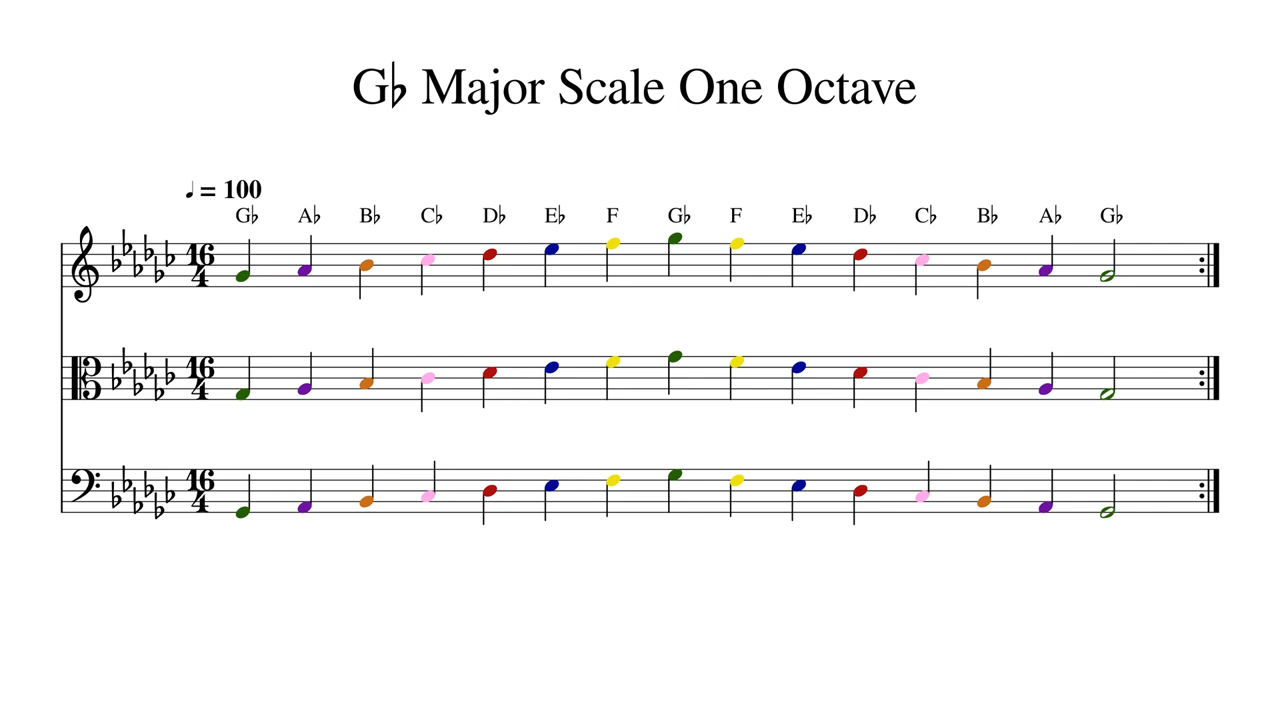 G♭ Major Scale One Octave
♩ = 100
G♭ A♭ B♭ C♭ D♭ E♭ F G♭ F E♭ D♭ C♭ B♭ A♭ G♭
16
4
16
4
16
4